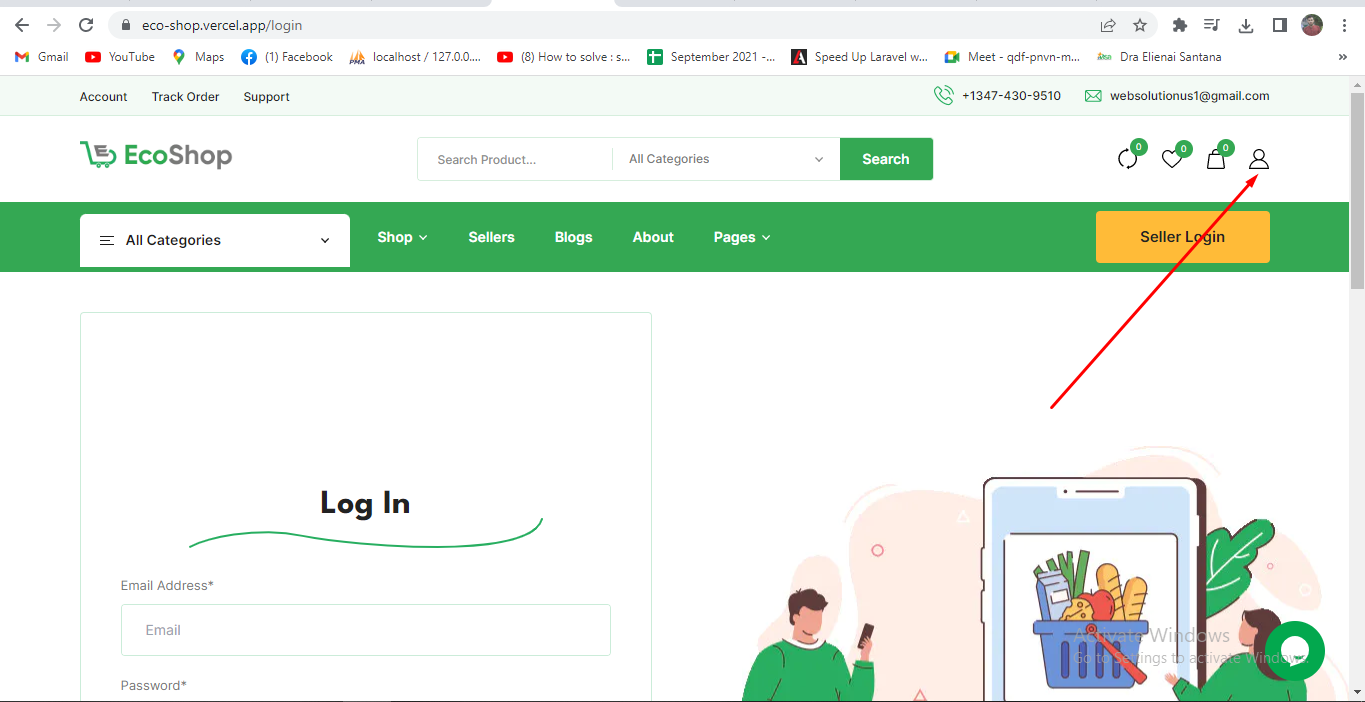 eco-shop.vercel.app/login
Gmail YouTube Maps (1) Facebook localhost / 127.0.0.... (8) How to solve : s... September 2021 -... Speed Up Laravel w... Meet - qdf-pnvn-m... Dra Elienai Santana »
Account Track Order Support +1347-430-9510 websolutionus1@gmail.com
EcoShop Search Product... All Categories Search 0 0 0
All Categories Shop Sellers Blogs About Pages Seller Login
Log In
Email Address*
Email
Password*
Activate Windows
Go to Settings to activate Windows.